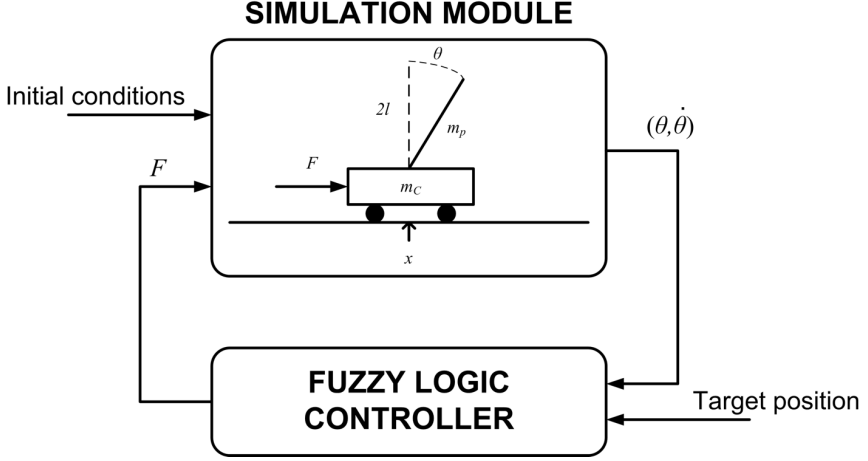 SIMULATION MODULE
θ
Initial conditions
2l
m_p
(θ,θ̇)
F
F
m_C
x
FUZZY LOGIC
CONTROLLER
Target position